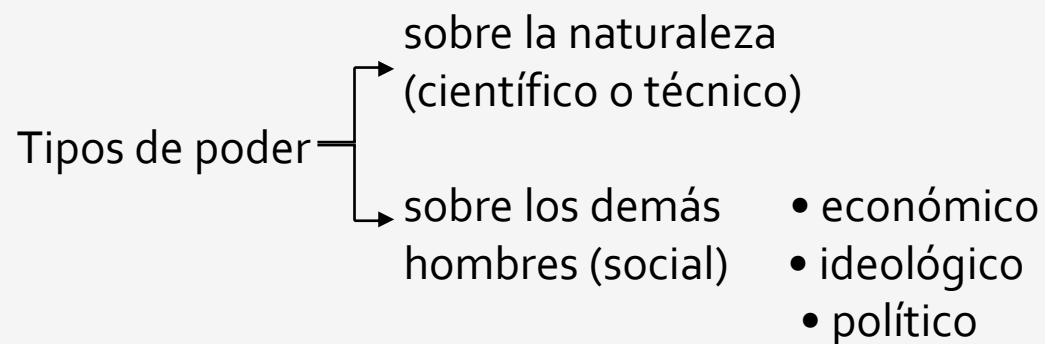 sobre la naturaleza
(científico o técnico)
Tipos de poder
sobre los demás
hombres (social)
• económico
• ideológico
• político